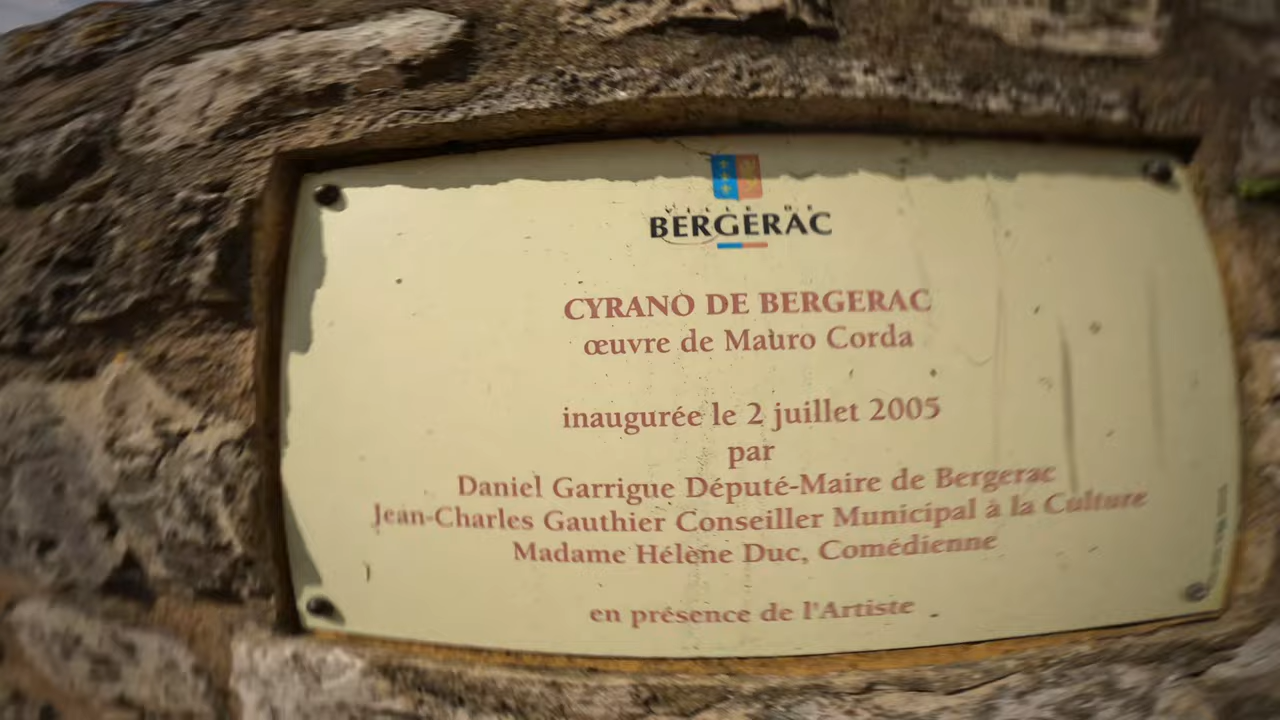 VILLE DE
BERGERAC
CYRANO DE BERGERAC
œuvre de Mauro Corda
inaugurée le 2 juillet 2005
par
Daniel Garrigue Député-Maire de Bergerac
Jean-Charles Gauthier Conseiller Municipal à la Culture
Madame Hélène Duc, Comédienne
en présence de l'Artiste